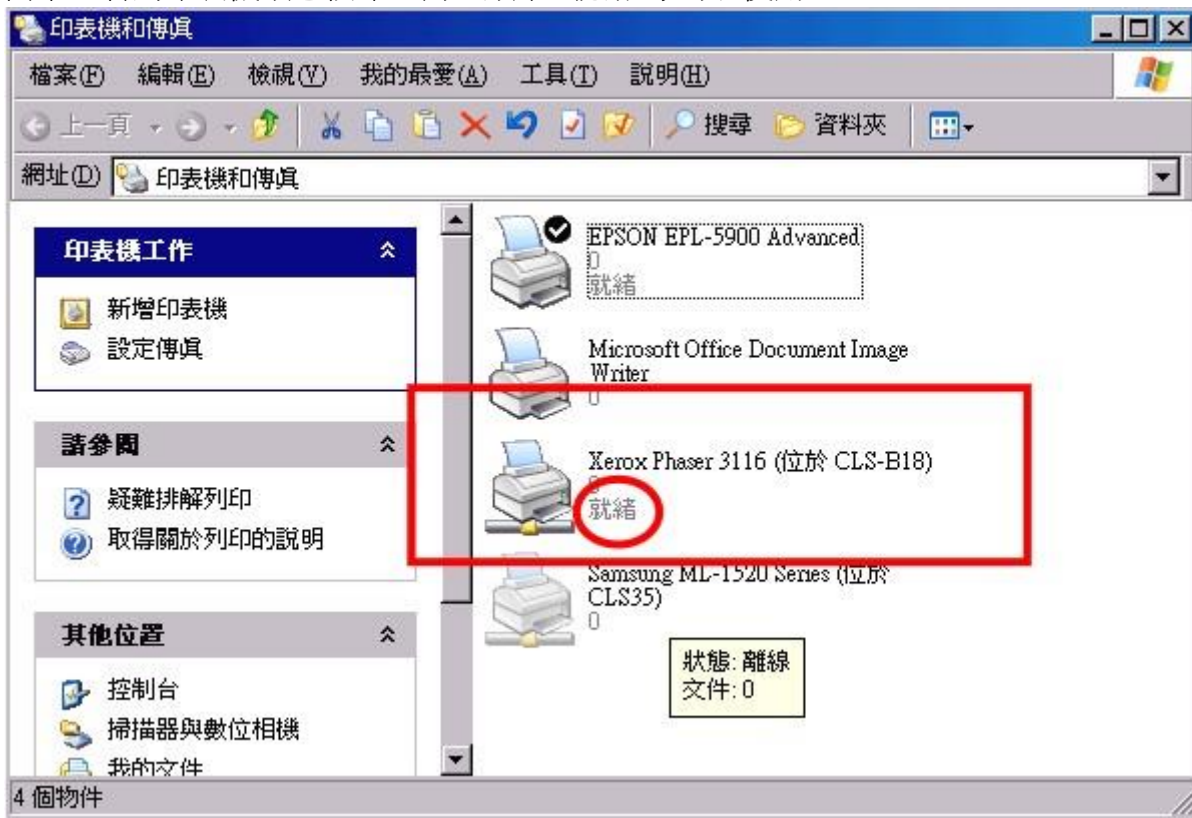 印表機和傳真
檔案(F) 編輯(E) 檢視(V) 我的最愛(A) 工具(T) 說明(H)
上一頁 搜尋 資料夾
網址(D) 印表機和傳真
印表機工作
新增印表機
設定傳真
請參閱
疑難排解列印
取得關於列印的說明
其他位置
控制台
掃描器與數位相機
我的文件
EPSON EPL-5900 Advanced
0
就緒
Microsoft Office Document Image
Writer
0
Xerox Phaser 3116 (位於 CLS-B18)
0
就緒
Samsung ML-1520 Series (位於
CLS35)
0
狀態: 離線
文件: 0
4 個物件